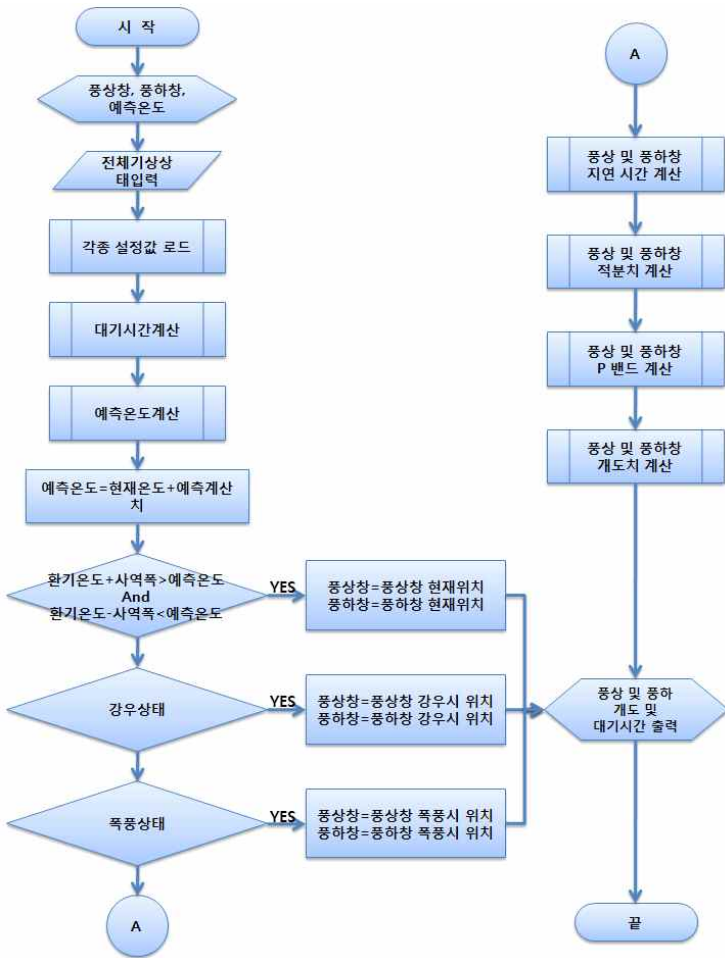 시 작
풍상창, 풍하창,
예측온도
전체기상상
태입력
각종 설정값 로드
대기시간계산
예측온도계산
예측온도=현재온도+예측계산
치
환기온도+사역폭>예측온도
And
환기온도-사역폭<예측온도
YES
풍상창=풍상창 현재위치
풍하창=풍하창 현재위치
강우상태
YES
풍상창=풍상창 강우시 위치
풍하창=풍하창 강우시 위치
폭풍상태
YES
풍상창=풍상창 폭풍시 위치
풍하창=풍하창 폭풍시 위치
A
A
풍상 및 풍하창
지연 시간 계산
풍상 및 풍하창
적분치 계산
풍상 및 풍하창
P 밴드 계산
풍상 및 풍하창
개도치 계산
풍상 및 풍하
개도 및
대기시간 출력
끝